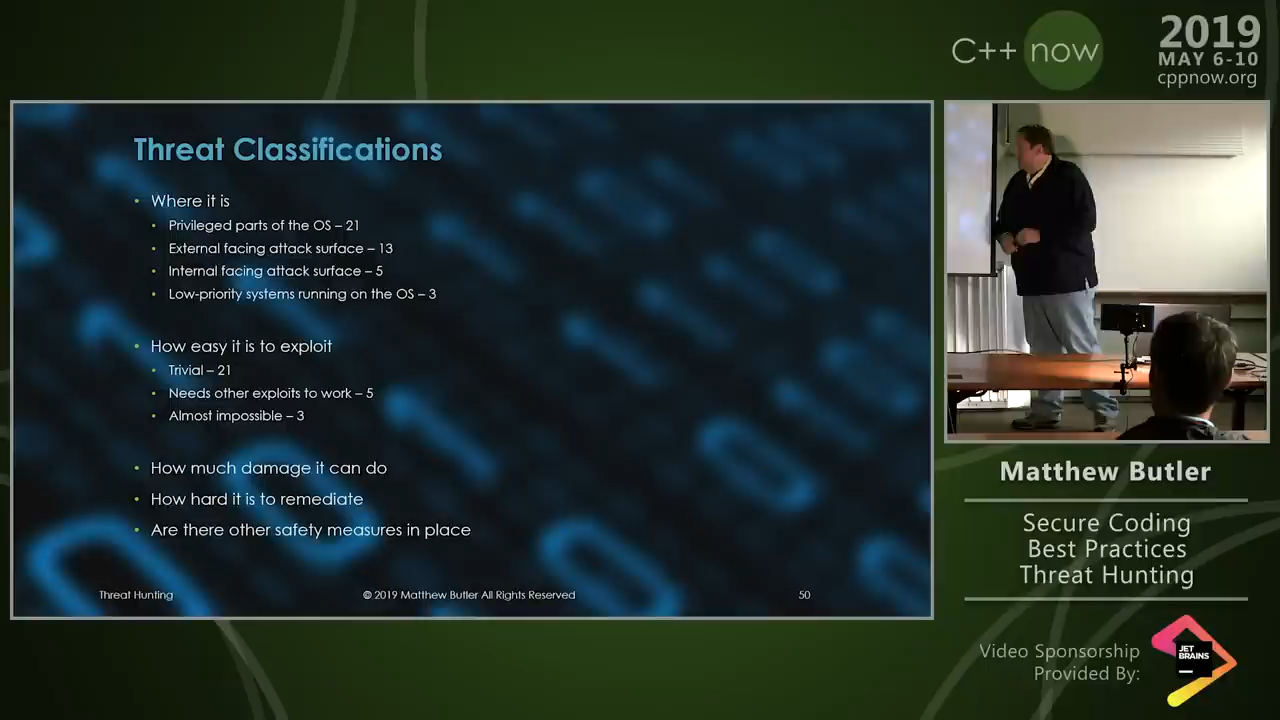 C++ now
2019
MAY 6-10
cppnow.org
Threat Classifications
• Where it is
• Privileged parts of the OS – 21
• External facing attack surface – 13
• Internal facing attack surface – 5
• Low-priority systems running on the OS – 3
• How easy it is to exploit
• Trivial – 21
• Needs other exploits to work – 5
• Almost impossible – 3
• How much damage it can do
• How hard it is to remediate
• Are there other safety measures in place
Threat Hunting
© 2019 Matthew Butler All Rights Reserved
50
Matthew Butler
Secure Coding
Best Practices
Threat Hunting
Video Sponsorship
Provided By:
JET
BRAINS